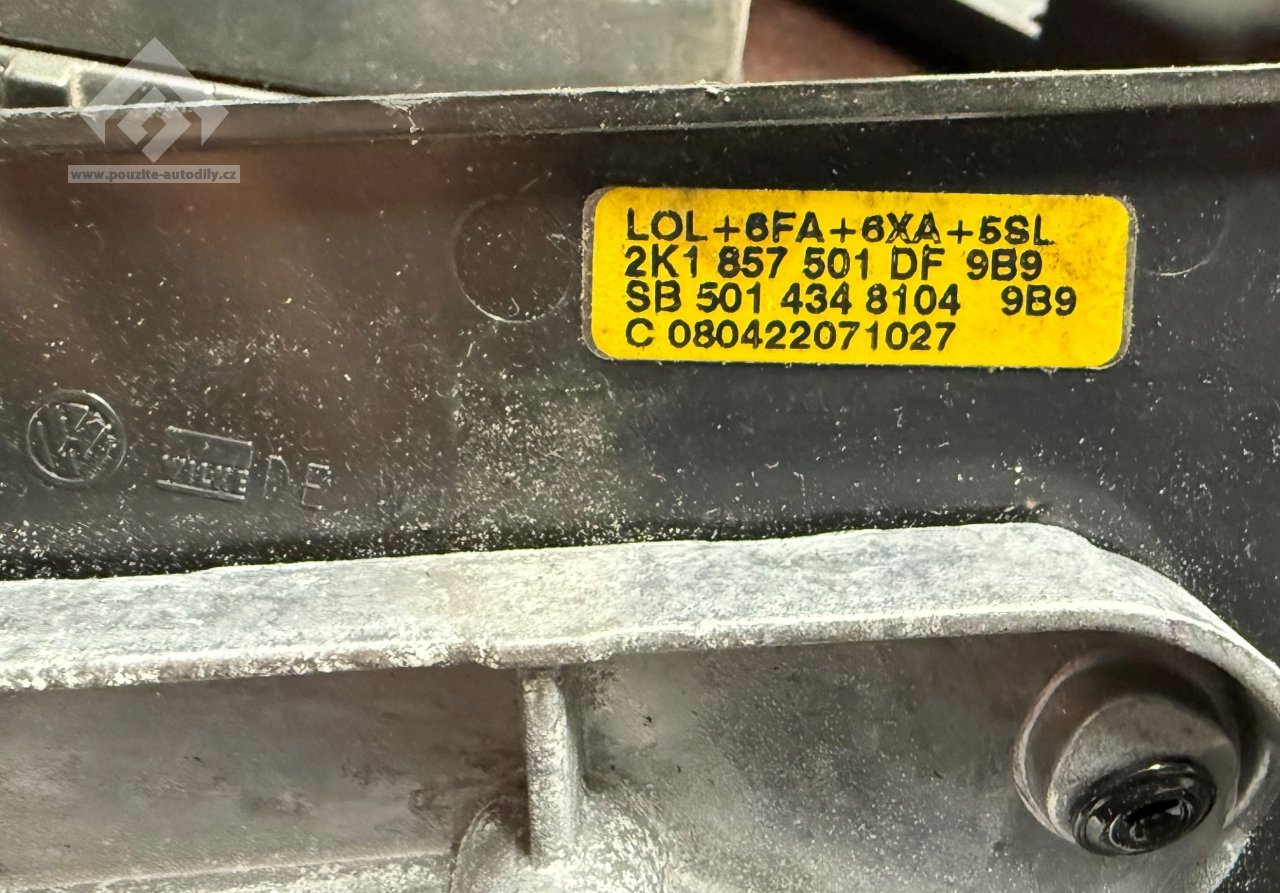 www.pouzite-autodily.cz
LOL+6FA+6XA+5SL
2K1 857 501 DF 9B9
SB 501 434 8104 9B9
C 080422071027
DE